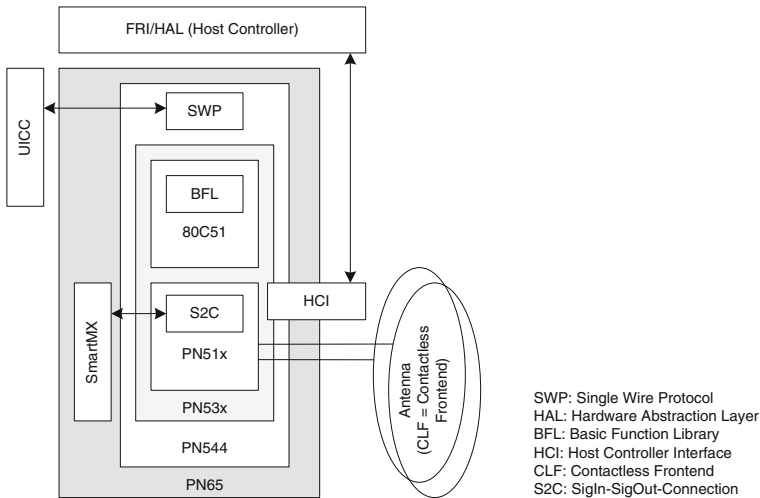 FRI/HAL (Host Controller)
UICC
SWP
BFL
80C51
HCI
S2C
SmartMX
PN51x
Antenna
(CLF = Contactless
Frontend)
PN53x
PN544
PN65
SWP: Single Wire Protocol
HAL: Hardware Abstraction Layer
BFL: Basic Function Library
HCI: Host Controller Interface
CLF: Contactless Frontend
S2C: SigIn-SigOut-Connection